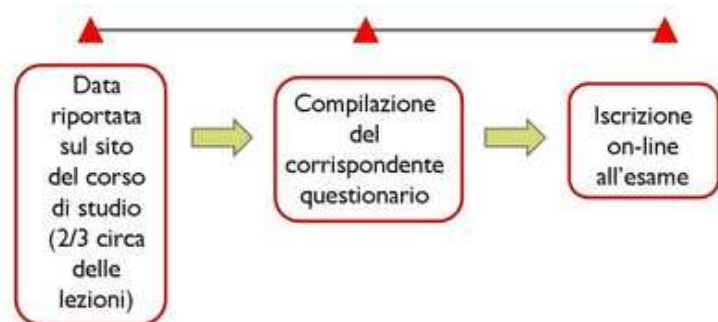 Data
riportata
sul sito
del corso
di studio
(2/3 circa
delle
lezioni)
Compilazione
del
corrispondente
questionario
Iscrizione
on-line
all'esame